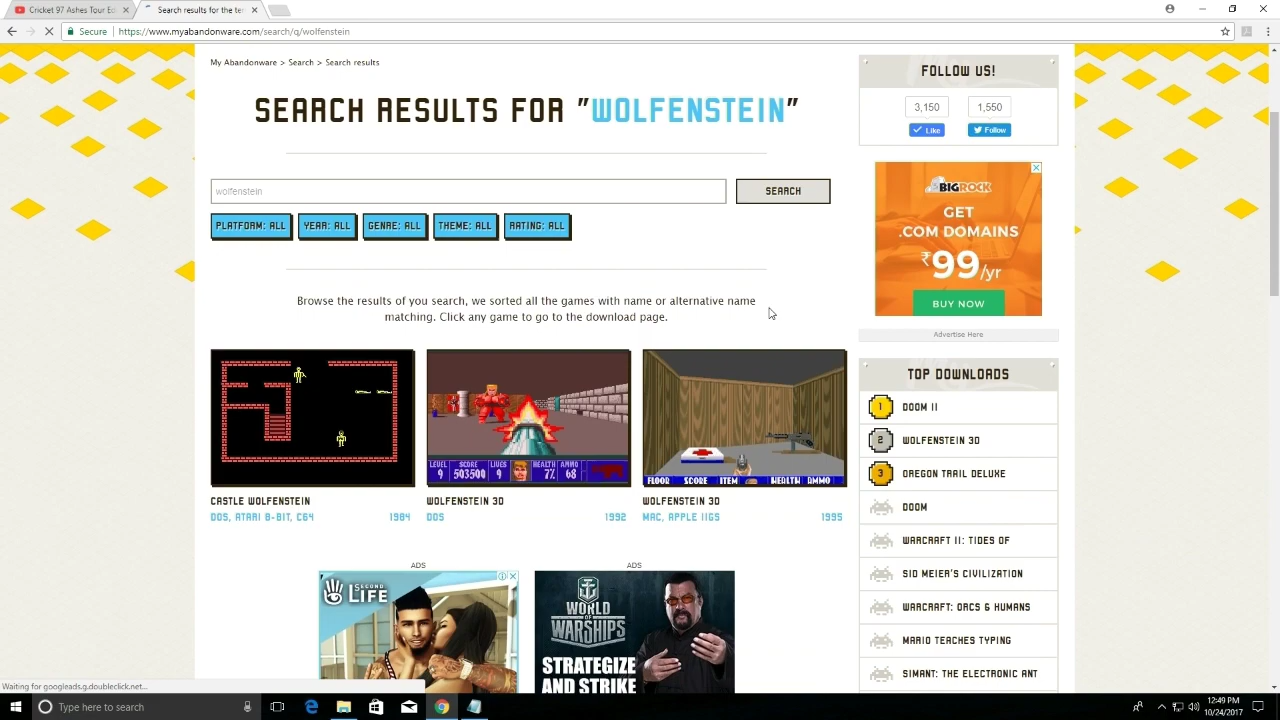 Cricket 97 Ashes Tour Ed
Search results for the ter
Secure
https://www.myabandonware.com/search/q/wolfenstein
My Abandonware > Search > Search results
SEARCH RESULTS FOR "WOLFENSTEIN"
wolfenstein
SEARCH
PLATFORM: ALL
YEAR: ALL
GENRE: ALL
THEME: ALL
RATING: ALL
Browse the results of you search, we sorted all the games with name or alternative name
matching. Click any game to go to the download page.
LEVEL SCORE LIVES HEALTH AMMO
9 503500 9 72 68
FLOOR SCORE ITEM HEALTH AMMO
CASTLE WOLFENSTEIN
DOS, ATARI 8-BIT, C64 1984
WOLFENSTEIN 3D
DOS 1992
WOLFENSTEIN 3D
MAC, APPLE IIGS 1995
ADS
SECOND
LIFE
ADS
WORLD
OF
WARSHIPS
STRATEGIZE
AND STRIKE
FOLLOW US!
3,150
1,550
Like
Follow
BIGROCK
GET
.COM DOMAINS
₹99/yr
BUY NOW
Advertise Here
TOP DOWNLOADS
1 DOOM II
2 WOLFENSTEIN 3D
3 OREGON TRAIL DELUXE
DOOM
WARCRAFT II: TIDES OF
SID MEIER'S CIVILIZATION
WARCRAFT: ORCS & HUMANS
MARIO TEACHES TYPING
SIMANT: THE ELECTRONIC ANT
Waiting for googleads.g.doubleclick.net...
Type here to search
12:49 PM
10/24/2017